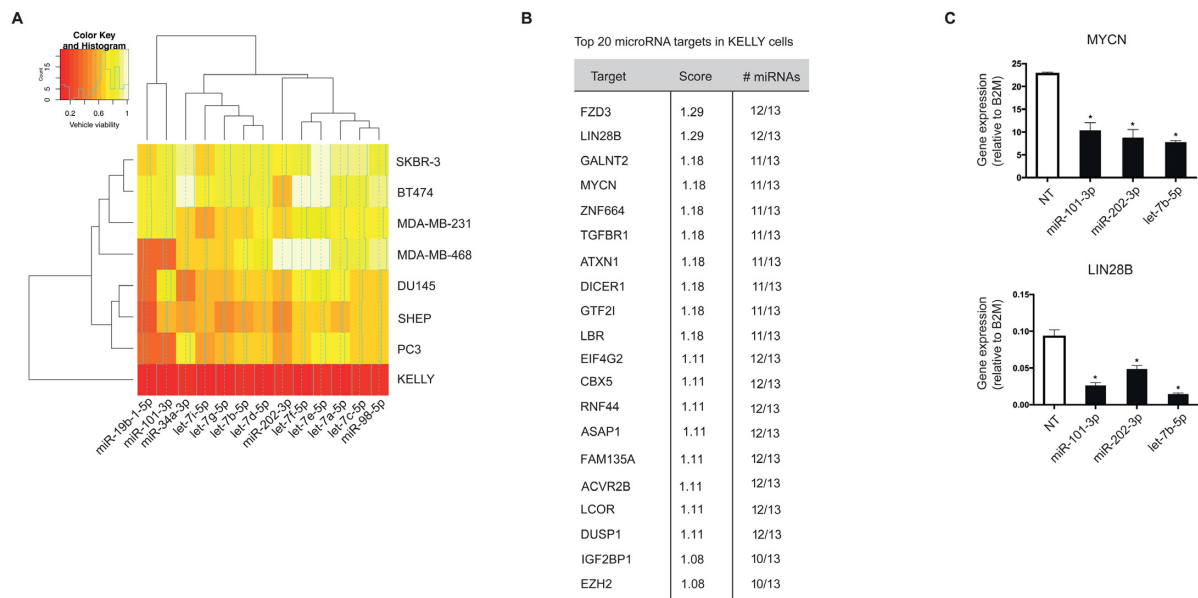 A
Color Key
and Histogram
Count
0 5 10 15
0.2 0.6 1
Vehicle viability
SKBR-3
BT474
MDA-MB-231
MDA-MB-468
DU145
SHEP
PC3
KELLY
miR-19b-1-5p
miR-101-3p
miR-34a-3p
let-7i-5p
let-7g-5p
let-7b-5p
let-7d-5p
miR-202-3p
let-7f-5p
let-7e-5p
let-7a-5p
let-7c-5p
miR-98-5p
B
Top 20 microRNA targets in KELLY cells
Target Score # miRNAs
FZD3 1.29 12/13
LIN28B 1.29 12/13
GALNT2 1.18 11/13
MYCN 1.18 11/13
ZNF664 1.18 11/13
TGFBR1 1.18 11/13
ATXN1 1.18 11/13
DICER1 1.18 11/13
GTF2I 1.18 11/13
LBR 1.18 11/13
EIF4G2 1.11 12/13
CBX5 1.11 12/13
RNF44 1.11 12/13
ASAP1 1.11 12/13
FAM135A 1.11 12/13
ACVR2B 1.11 12/13
LCOR 1.11 12/13
DUSP1 1.11 12/13
IGF2BP1 1.08 10/13
EZH2 1.08 10/13
C
MYCN
Gene expression
(relative to B2M)
25
20
15
10
5
0
* * *
NT
miR-101-3p
miR-202-3p
let-7b-5p
LIN28B
Gene expression
(relative to B2M)
0.15
0.10
0.05
0.00
* * *
NT
miR-101-3p
miR-202-3p
let-7b-5p